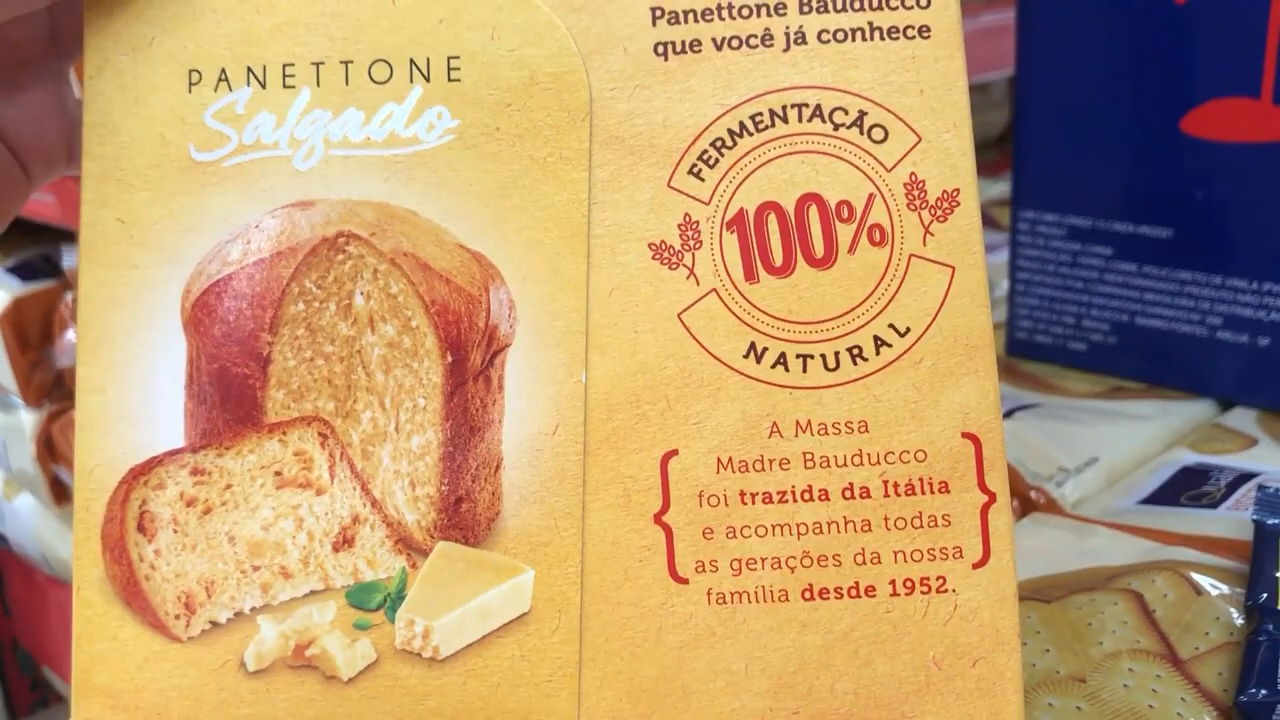 PANETTONE
Salgado
Panettone Bauducco
que você já conhece
FERMENTAÇÃO
100%
NATURAL
A Massa
Madre Bauducco
foi trazida da Itália
e acompanha todas
as gerações da nossa
família desde 1952.